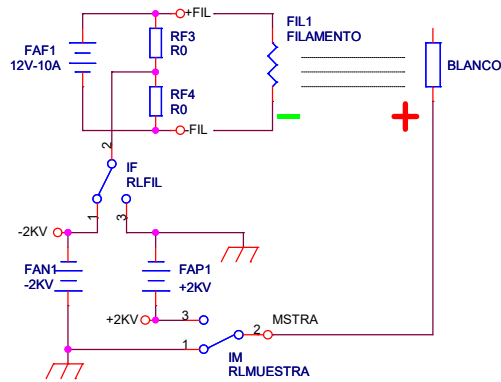 +FIL
FIL1
FILAMENTO
FAF1
12V-10A
RF3
R0
BLANCO
RF4
R0
-FIL
2
IF
RLFIL
1
3
-2KV
FAN1
-2KV
FAP1
+2KV
+2KV
3
MSTRA
2
1
IM
RLMUESTRA